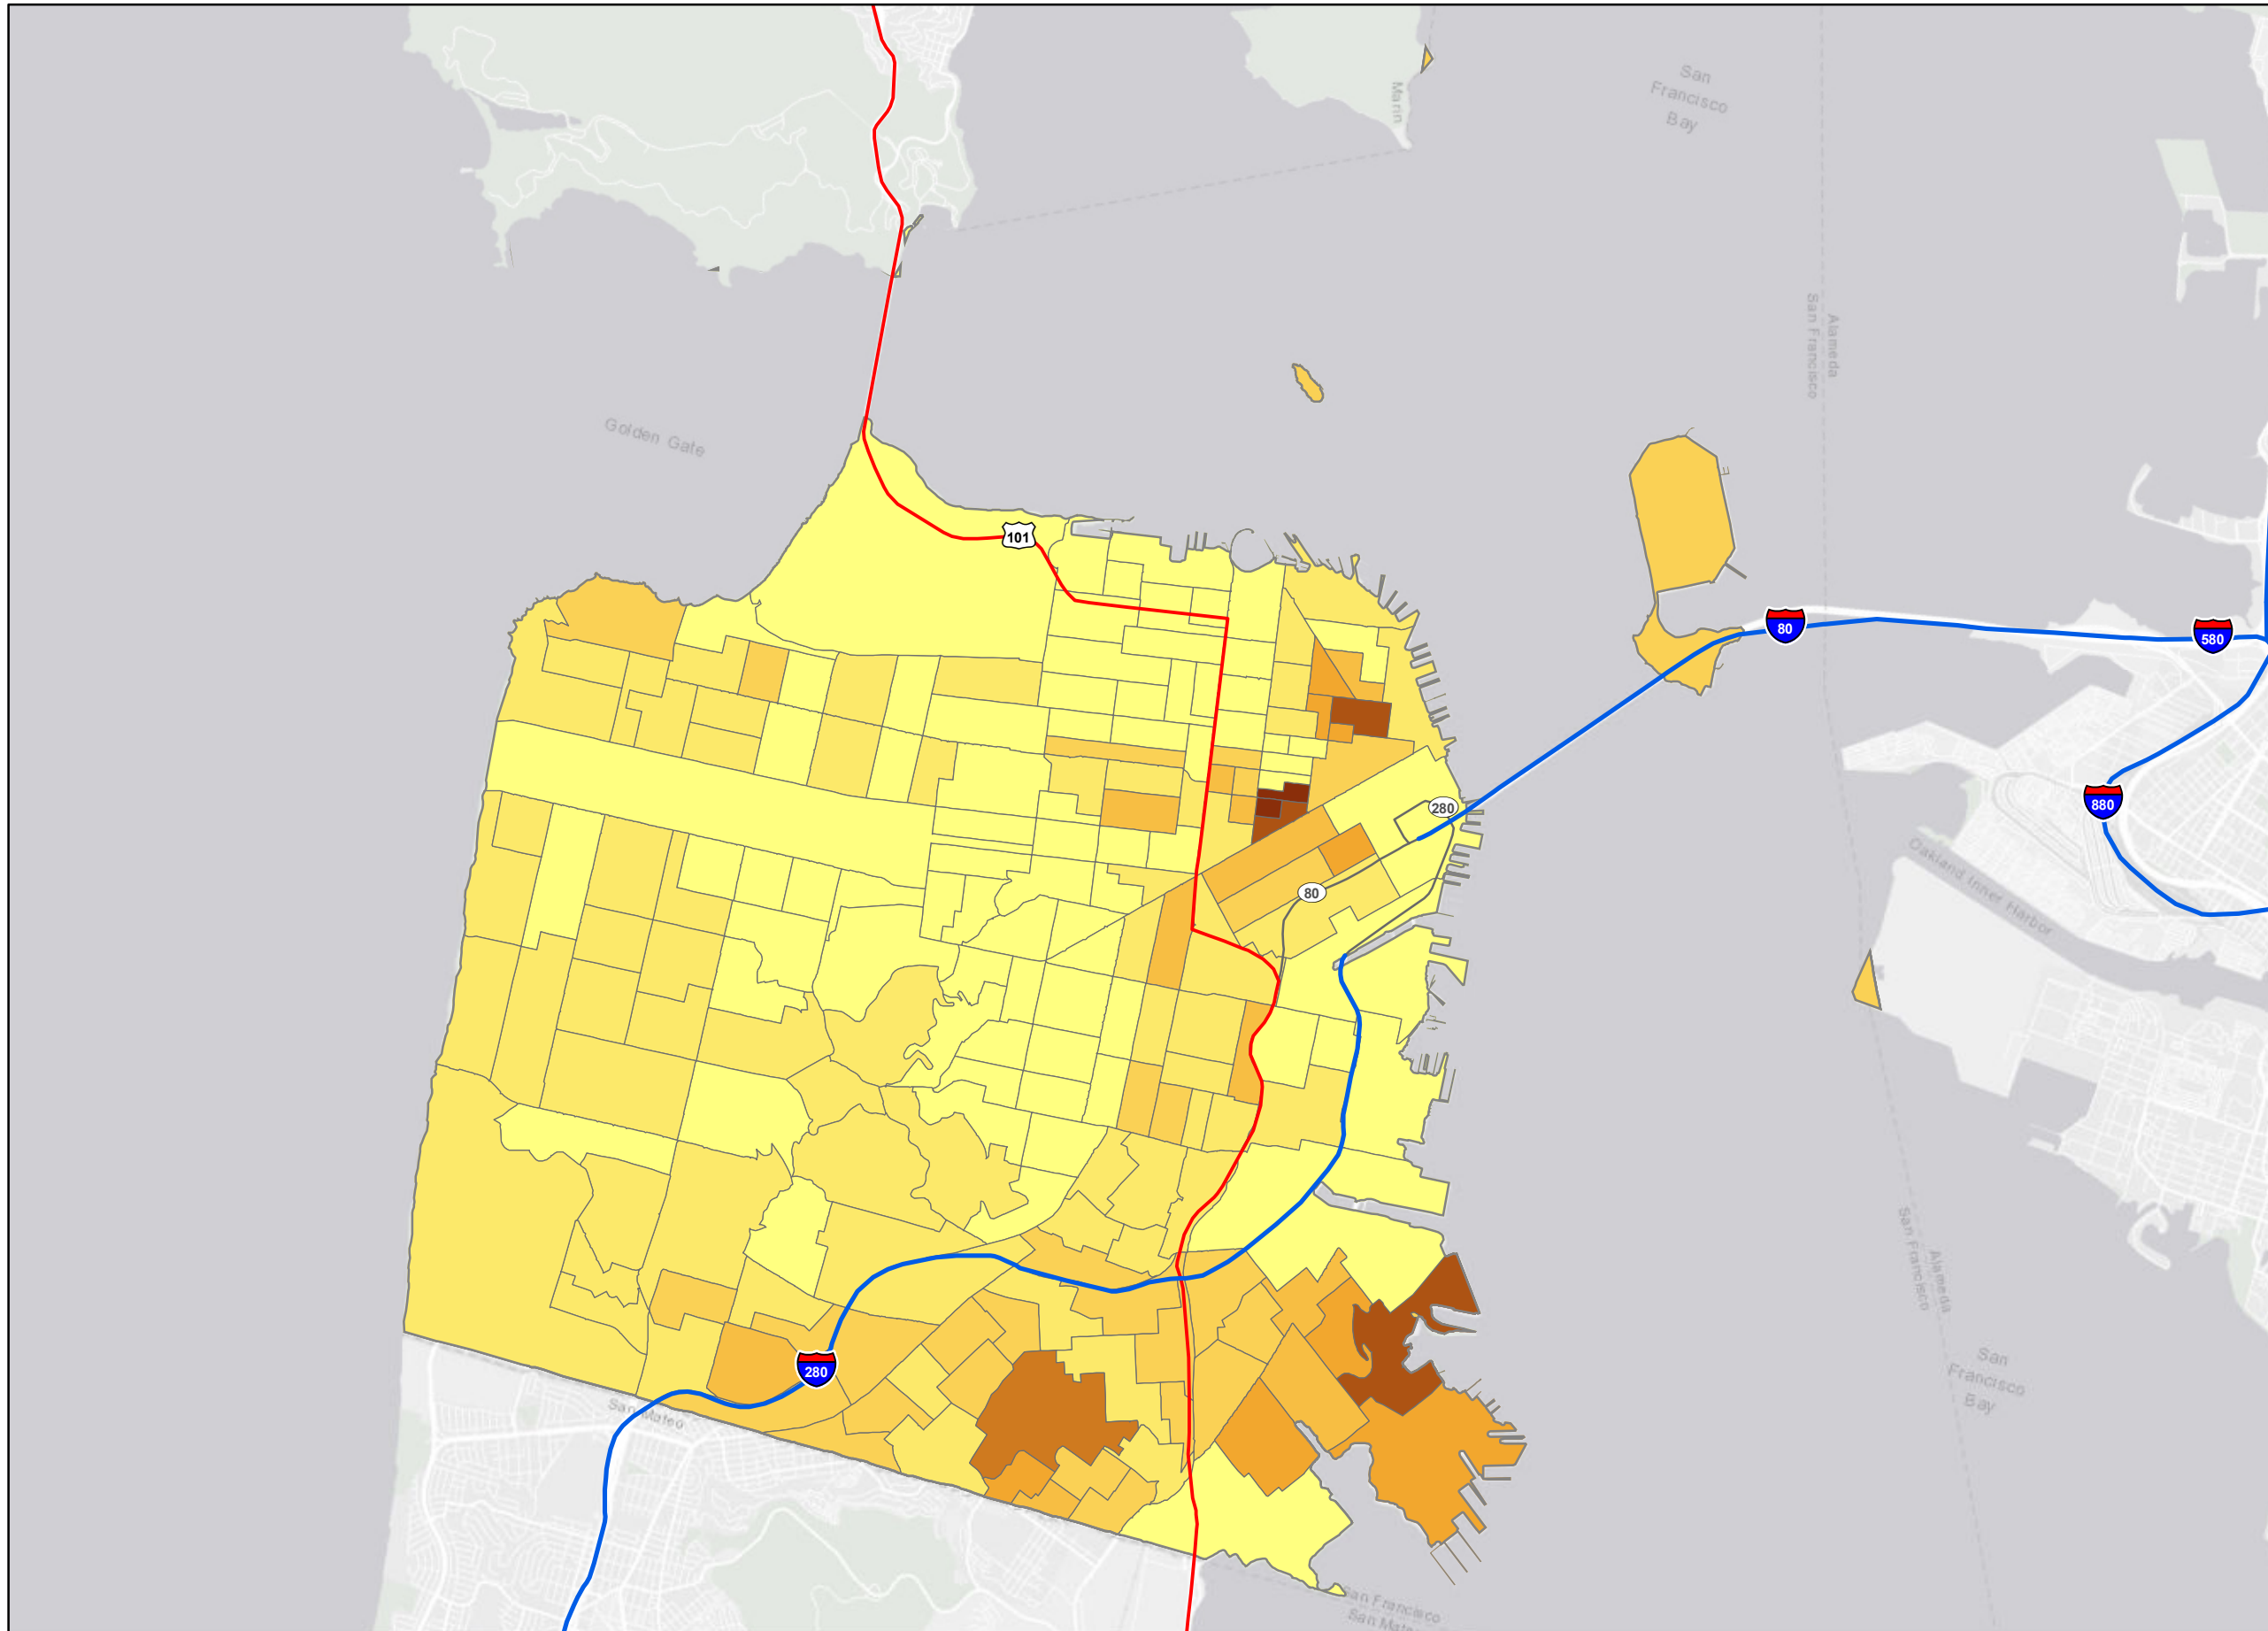 Marin
San
Francisco
Bay
Alameda
San Francisco
Golden Gate
101
80
580
280
880
80
Oakland Inner Harbor
San Francisco
Alameda
280
San Mateo
San
Francisco
Bay
San Francisco
San Mateo